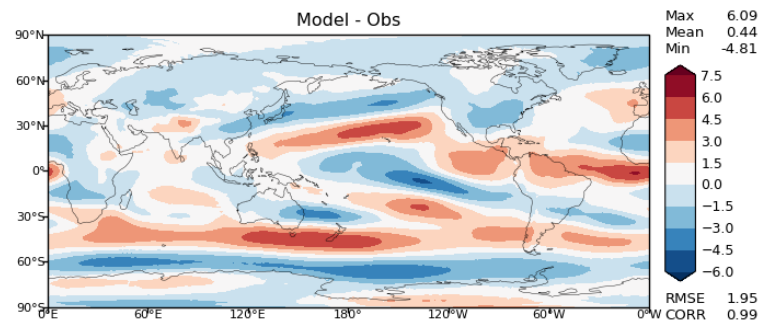 Model - Obs
Max 6.09
Mean 0.44
Min -4.81
90°N
60°N
30°N
0°
30°S
60°S
90°S
0°E 60°E 120°E 180° 120°W 60°W 0°W
7.5
6.0
4.5
3.0
1.5
0.0
−1.5
−3.0
−4.5
−6.0
RMSE 1.95
CORR 0.99